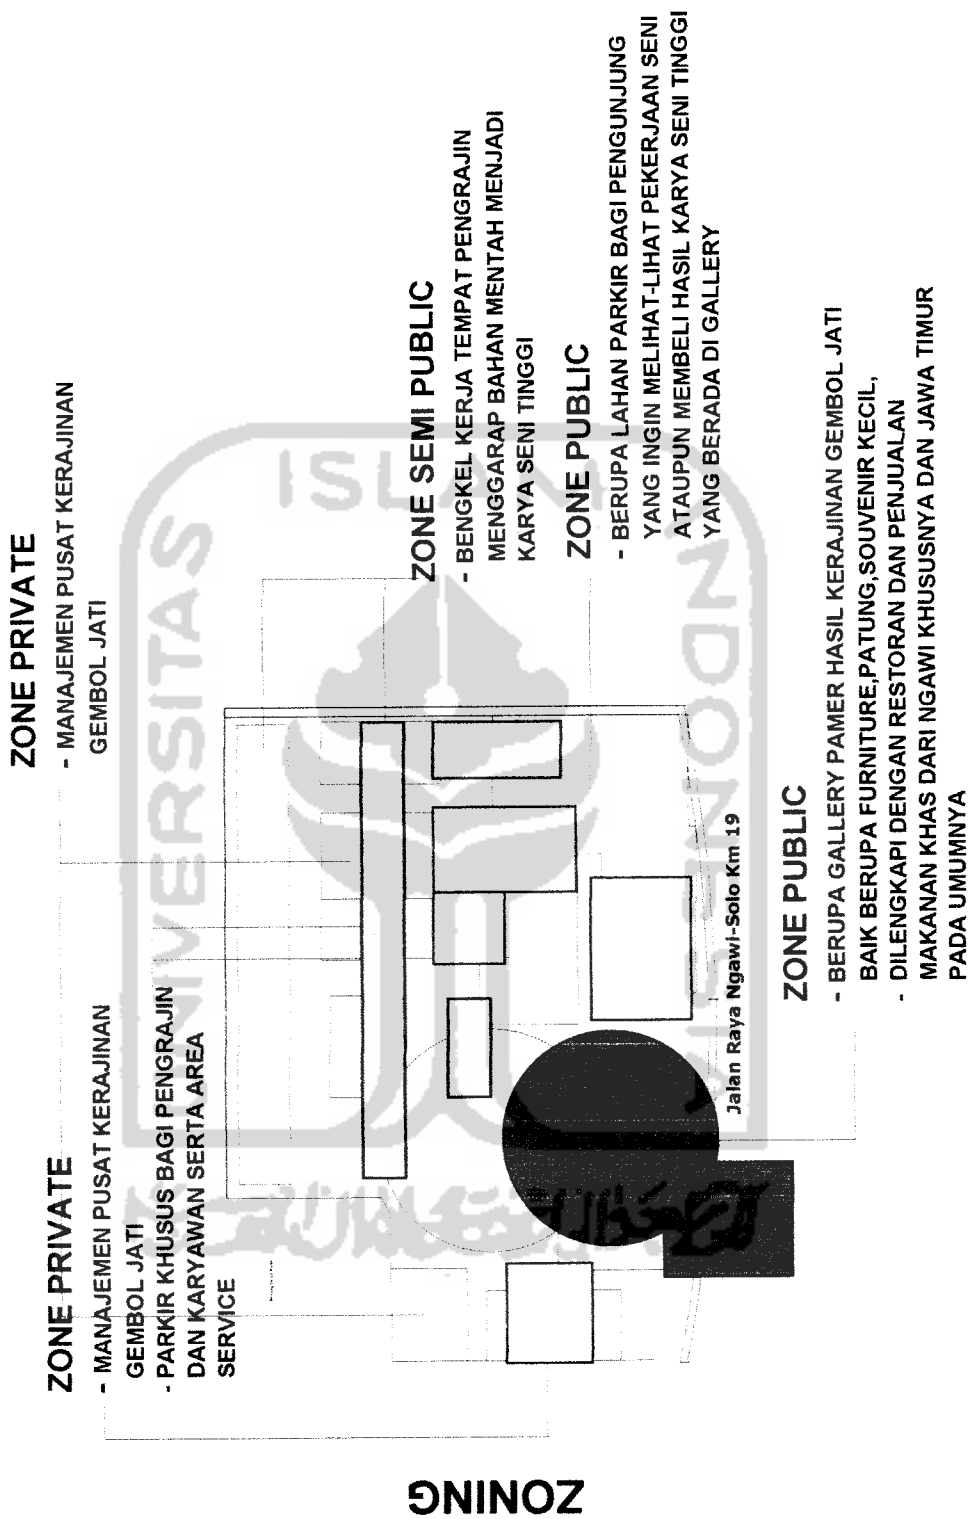 ZONING
ZONE PRIVATE
- MANAJEMEN PUSAT KERAJINAN
GEMBOL JATI
- PARKIR KHUSUS BAGI PENGRAJIN
DAN KARYAWAN SERTA AREA
SERVICE
ZONE PRIVATE
- MANAJEMEN PUSAT KERAJINAN
GEMBOL JATI
ZONE SEMI PUBLIC
- BENGKEL KERJA TEMPAT PENGRAJIN
MENGGARAP BAHAN MENTAH MENJADI
KARYA SENI TINGGI
ZONE PUBLIC
- BERUPA LAHAN PARKIR BAGI PENGUNJUNG
YANG INGIN MELIHAT-LIHAT PEKERJAAN SENI
ATAUPUN MEMBELI HASIL KARYA SENI TINGGI
YANG BERADA DI GALLERY
Jalan Raya Ngawi-Solo Km 19
ZONE PUBLIC
- BERUPA GALLERY PAMER HASIL KERAJINAN GEMBOL JATI
BAIK BERUPA FURNITURE,PATUNG,SOUVENIR KECIL,
- DILENGKAPI DENGAN RESTORAN DAN PENJUALAN
MAKANAN KHAS DARI NGAWI KHUSUSNYA DAN JAWA TIMUR
PADA UMUMNYA
UNIVERSITAS
ISLAM
INDONESIA